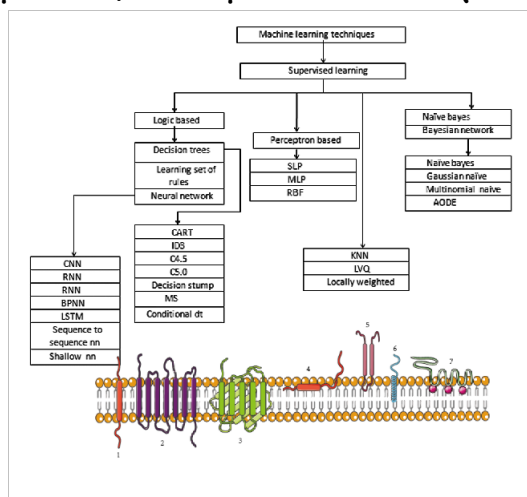 Machine learning techniques
Supervised learning
Logic based
Decision trees
Learning set of
rules
Neural network
Perceptron based
SLP
MLP
RBF
Naïve bayes
Bayesian network
Naïve bayes
Gaussian naïve
Multinomial naive
AODE
CART
ID3
C4.5
C5.0
Decision stump
MS
Conditional dt
KNN
LVQ
Locally weighted
CNN
RNN
RNN
BPNN
LSTM
Sequence to
sequence nn
Shallow nn
1
2
3
4
5
6
7